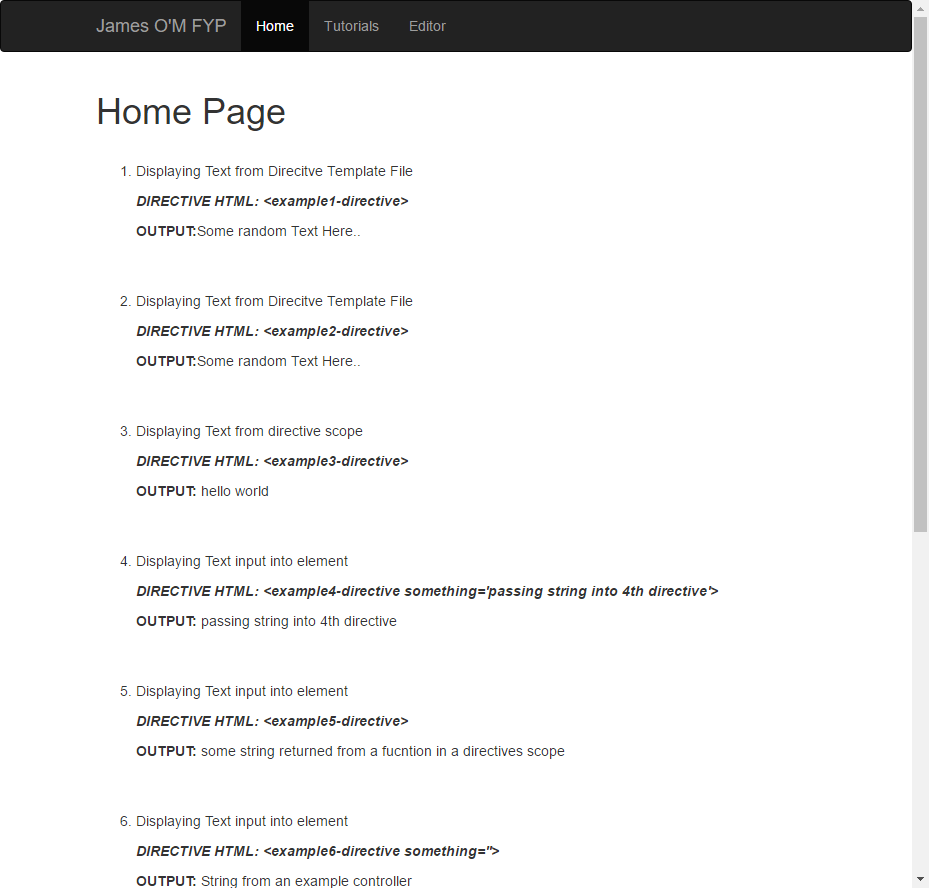 James O'M FYP Home Tutorials Editor
Home Page
1. Displaying Text from Direcitve Template File
DIRECTIVE HTML: <example1-directive>
OUTPUT:Some random Text Here..
2. Displaying Text from Direcitve Template File
DIRECTIVE HTML: <example2-directive>
OUTPUT:Some random Text Here..
3. Displaying Text from directive scope
DIRECTIVE HTML: <example3-directive>
OUTPUT: hello world
4. Displaying Text input into element
DIRECTIVE HTML: <example4-directive something='passing string into 4th directive'>
OUTPUT: passing string into 4th directive
5. Displaying Text input into element
DIRECTIVE HTML: <example5-directive>
OUTPUT: some string returned from a fucntion in a directives scope
6. Displaying Text input into element
DIRECTIVE HTML: <example6-directive something=''>
OUTPUT: String from an example controller